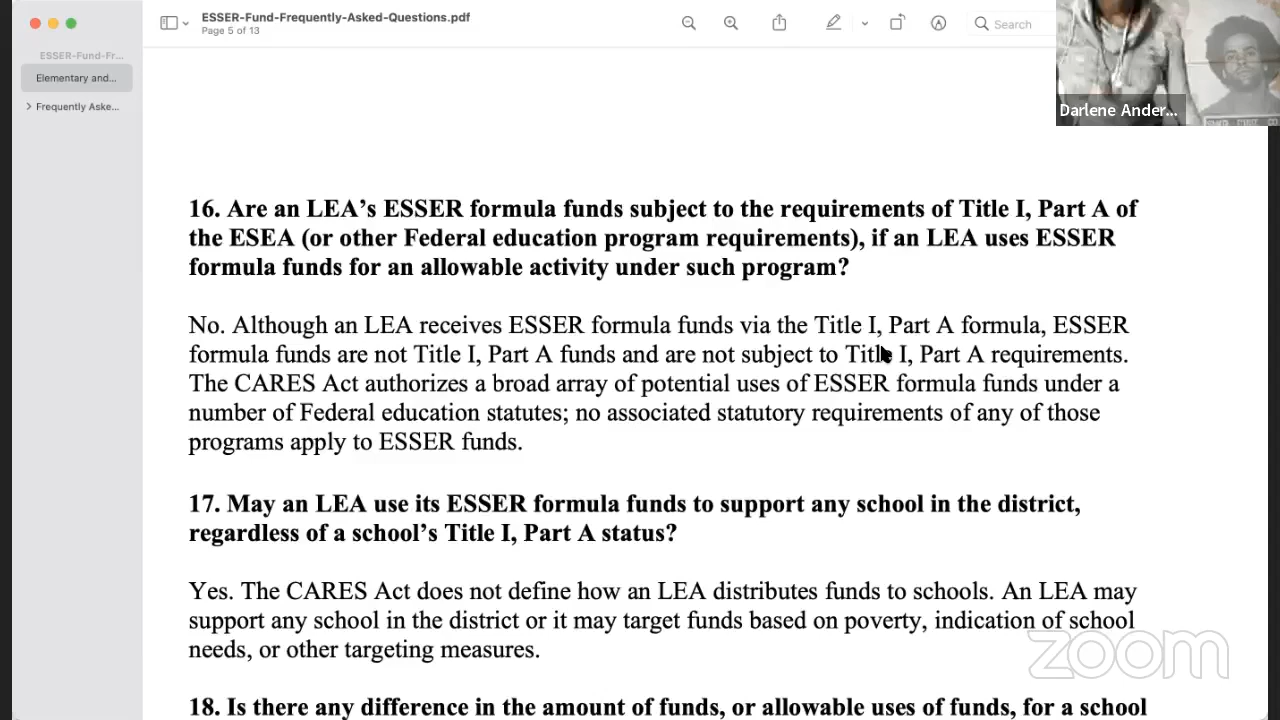 ESSER-Fund-Frequently-Asked-Questions.pdf
Page 5 of 13
Search
ESSER-Fund-Fr...
Elementary and...
Frequently Aske...
Darlene Ander...
16. Are an LEA’s ESSER formula funds subject to the requirements of Title I, Part A of
the ESEA (or other Federal education program requirements), if an LEA uses ESSER
formula funds for an allowable activity under such program?
No. Although an LEA receives ESSER formula funds via the Title I, Part A formula, ESSER
formula funds are not Title I, Part A funds and are not subject to Title I, Part A requirements.
The CARES Act authorizes a broad array of potential uses of ESSER formula funds under a
number of Federal education statutes; no associated statutory requirements of any of those
programs apply to ESSER funds.
17. May an LEA use its ESSER formula funds to support any school in the district,
regardless of a school’s Title I, Part A status?
Yes. The CARES Act does not define how an LEA distributes funds to schools. An LEA may
support any school in the district or it may target funds based on poverty, indication of school
needs, or other targeting measures.
zoom
18. Is there any difference in the amount of funds, or allowable uses of funds, for a school